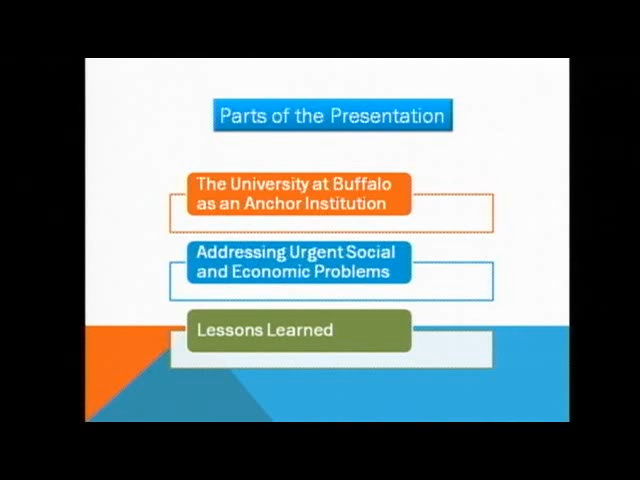 Parts of the Presentation
The University at Buffalo
as an Anchor Institution
Addressing Urgent Social
and Economic Problems
Lessons Learned